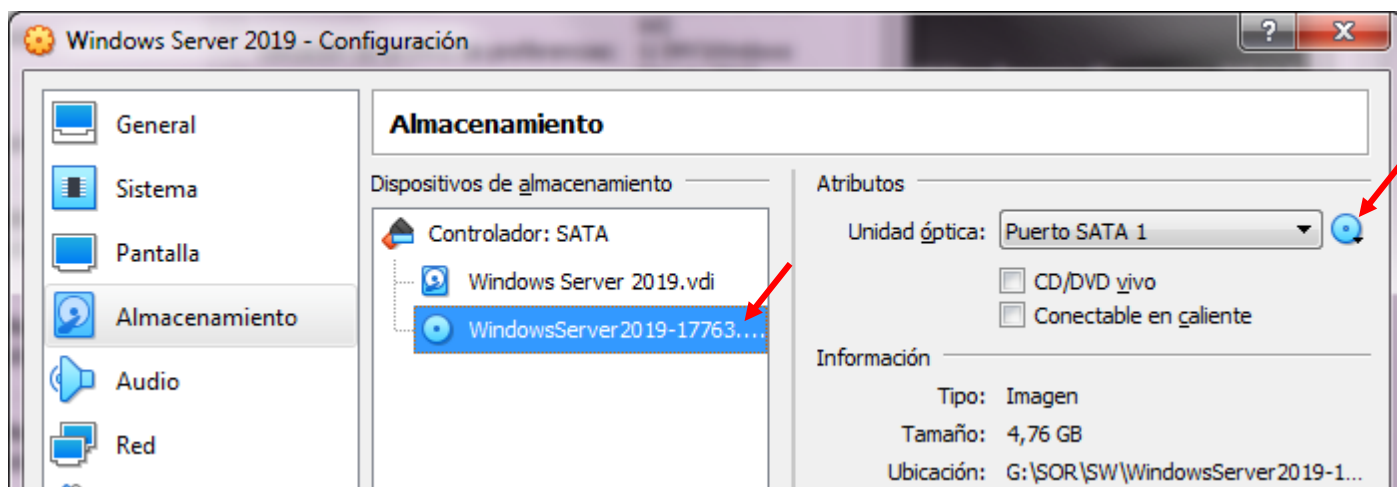 Windows Server 2019 - Configuración
?
General
Sistema
Pantalla
Almacenamiento
Audio
Red
Almacenamiento
Dispositivos de almacenamiento
Controlador: SATA
Windows Server 2019.vdi
WindowsServer2019-17763....
Atributos
Unidad óptica: Puerto SATA 1
CD/DVD vivo
Conectable en caliente
Información
Tipo: Imagen
Tamaño: 4,76 GB
Ubicación: G:\SOR\SW\WindowsServer2019-1...